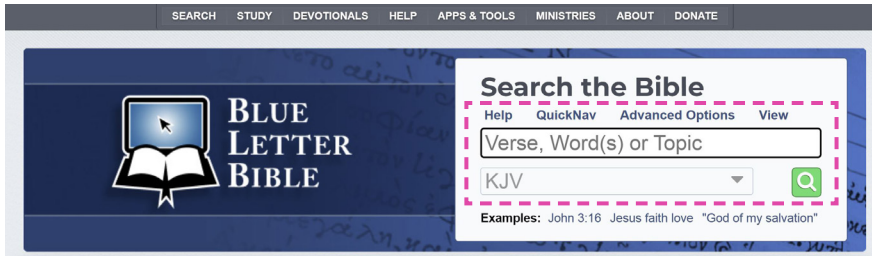 SEARCH STUDY DEVOTIONALS HELP APPS & TOOLS MINISTRIES ABOUT DONATE
BLUE
LETTER
BIBLE
Search the Bible
Help QuickNav Advanced Options View
Verse, Word(s) or Topic
KJV
Examples: John 3:16 Jesus faith love "God of my salvation"